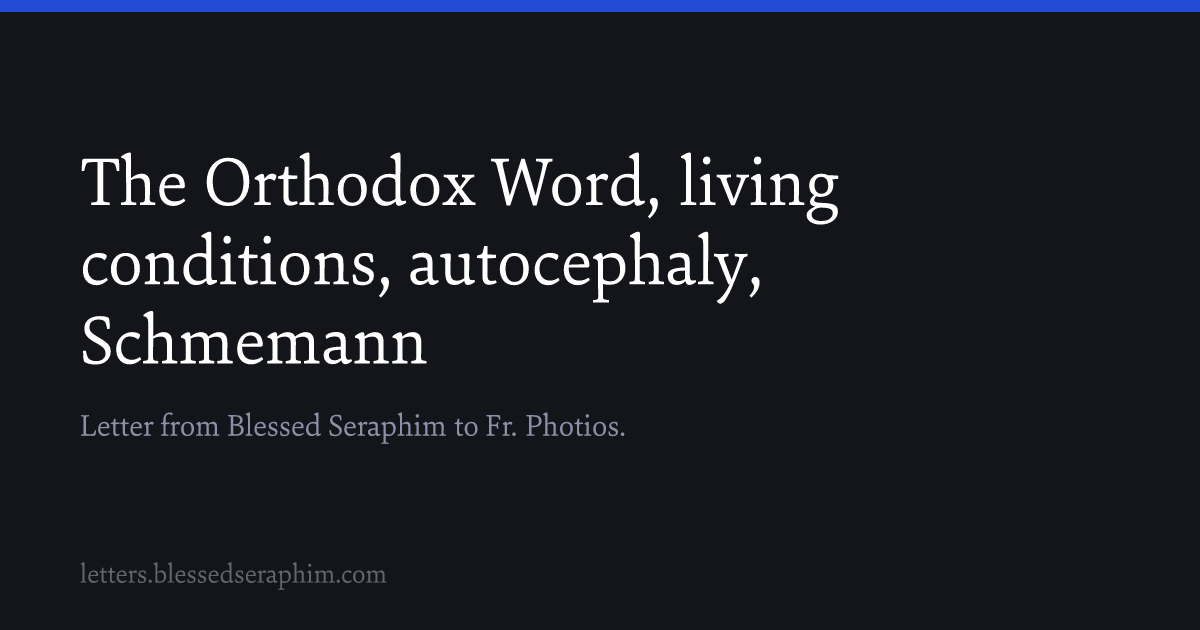 The Orthodox Word, living
conditions, autocephaly,
Schmemann
Letter from Blessed Seraphim to Fr. Photios.
letters.blessedseraphim.com